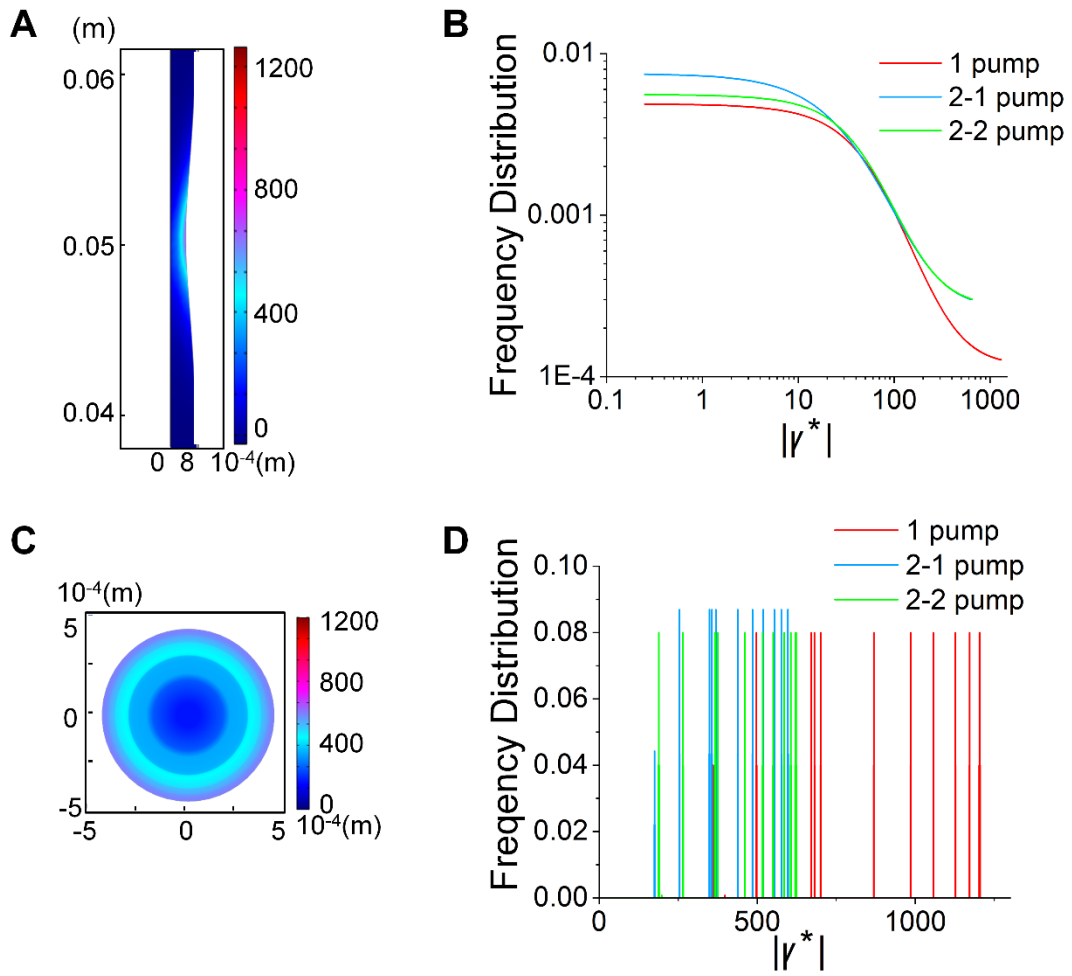 A
(m)
0.06
0.05
0.04
0 8 10⁻⁴(m)
1200
800
400
0
B
Frequency Distribution
0.01
0.001
1E-4
0.1 1 10 100 1000
|γ*|
1 pump
2-1 pump
2-2 pump
C
10⁻⁴(m)
5
0
-5
-5 0 5
10⁻⁴(m)
1200
800
400
0
D
Freqency Distribution
0.10
0.08
0.06
0.04
0.02
0.00
0 500 1000
|γ*|
1 pump
2-1 pump
2-2 pump